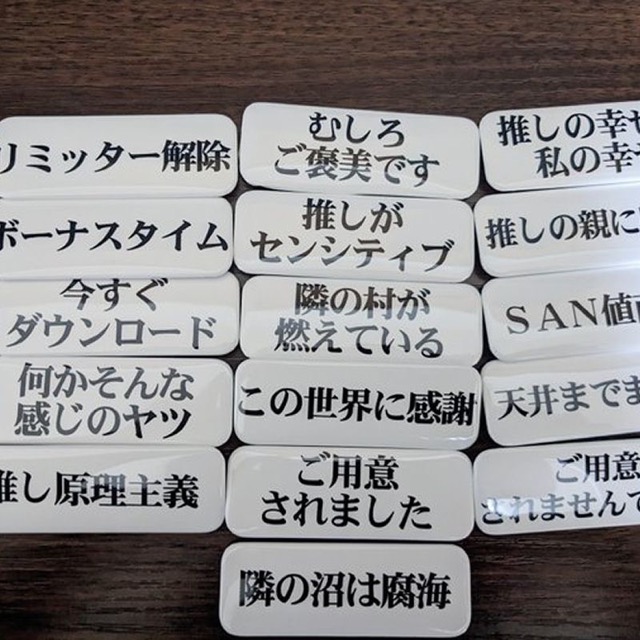 リミッター解除
むしろ
ご褒美です
推しの幸せ
私の幸せ
ボーナスタイム
推しが
センシティブ
推しの親に
今すぐ
ダウンロード
隣の村が
燃えている
SAN値
何かそんな
感じのヤツ
この世界に感謝
天井までま
推し原理主義
ご用意
されました
ご用意
されませんで
隣の沼は腐海